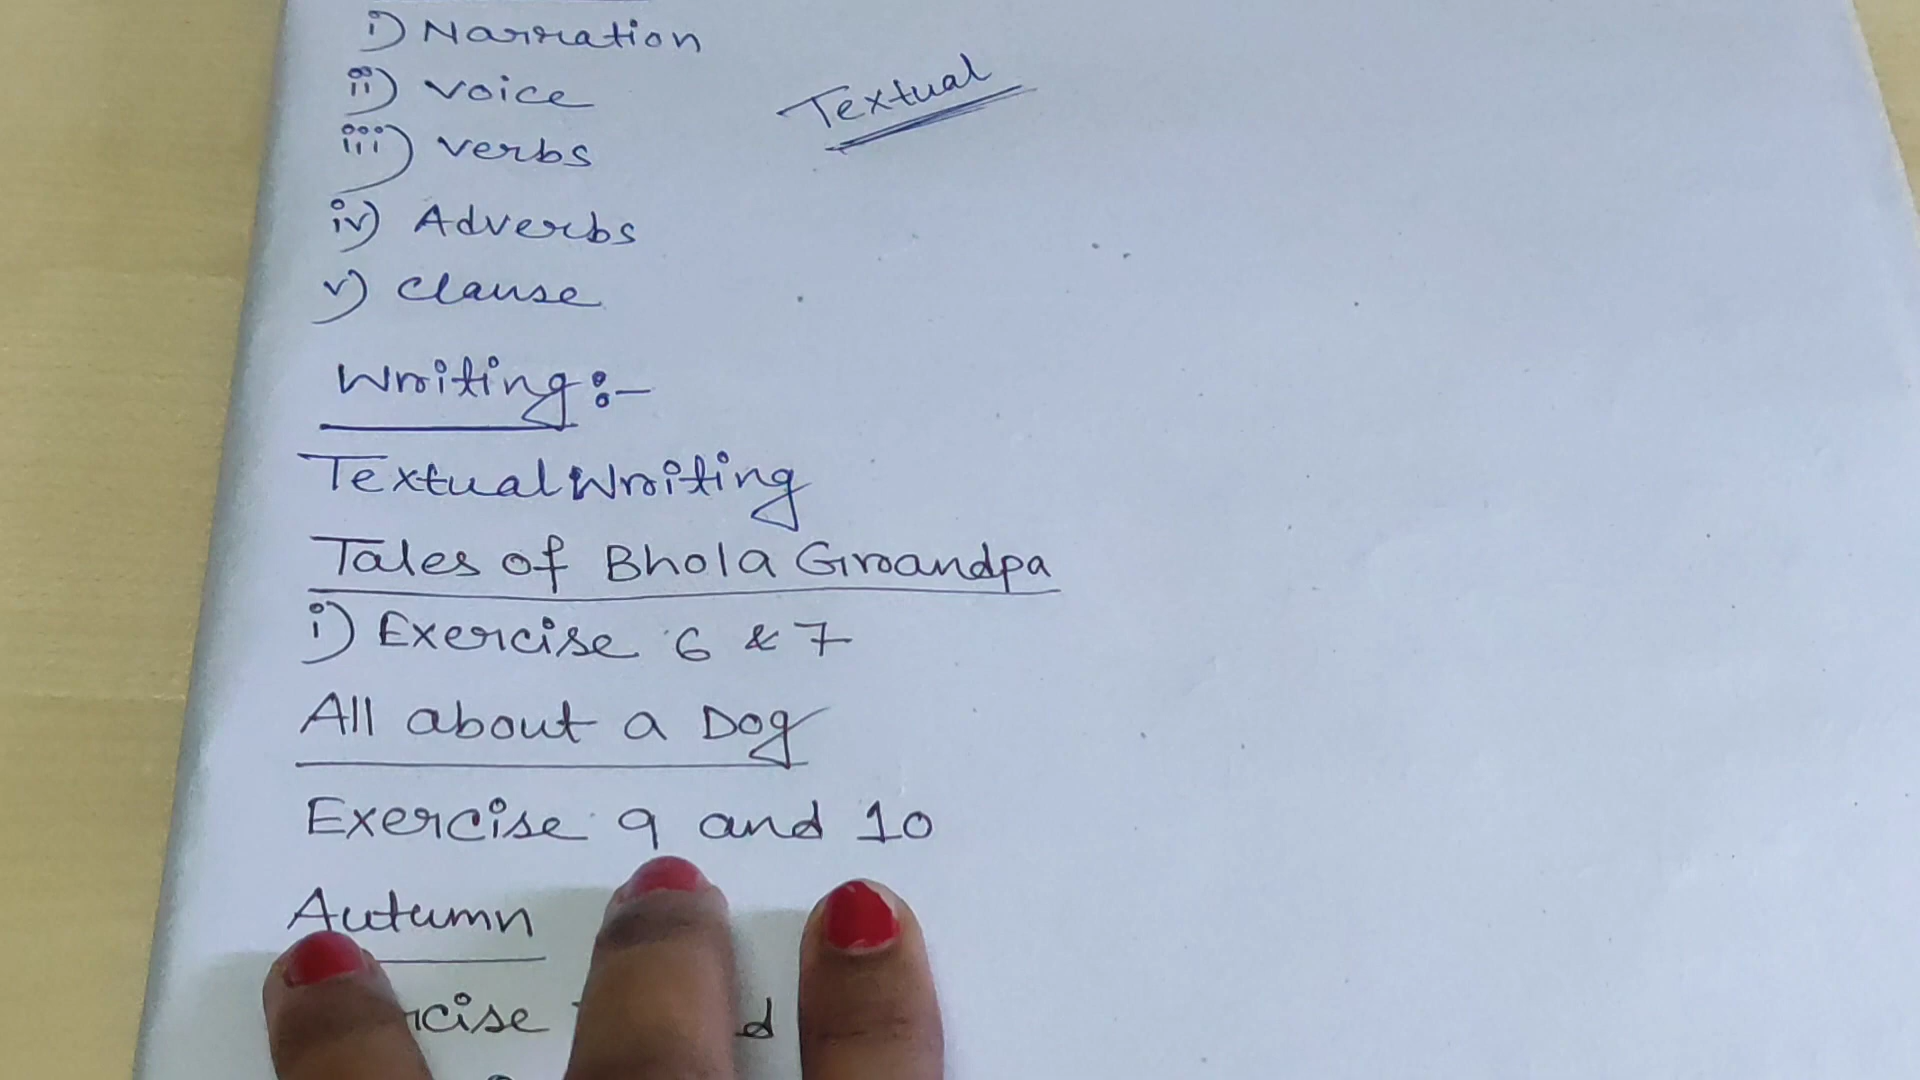 i) Narration
ii) voice
Textual
iii) verbs
iv) Adverbs
v) clause
Writing:-
Textual Writing
Tales of Bhola Grandpa
i) Exercise 6 & 7
All about a Dog
Exercise 9 and 10
Autumn